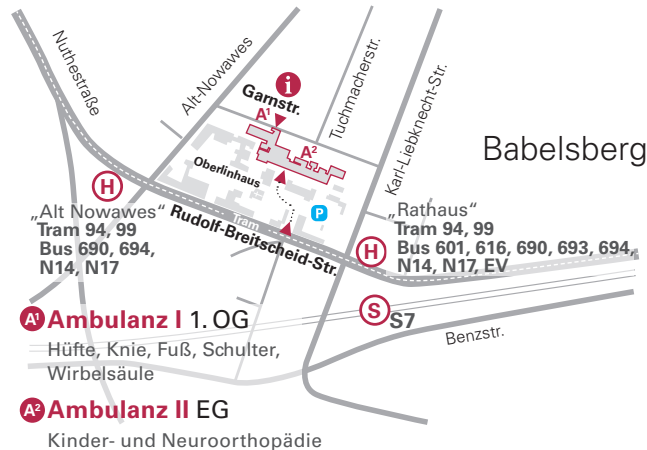 Nuthestraße
Alt-Nowawes
i
Garnstr.
Tuchmacherstr.
Karl-Liebknecht-Str.
A¹
A²
Babelsberg
Oberlinhaus
H
P
„Alt Nowawes“
Tram 94, 99
Bus 690, 694,
N14, N17
Tram
Rudolf-Breitscheid-Str.
„Rathaus“
H
Tram 94, 99
Bus 601, 616, 690, 693, 694,
N14, N17, EV
S
S7
Benzstr.
A¹ Ambulanz I 1. OG
Hüfte, Knie, Fuß, Schulter,
Wirbelsäule
A² Ambulanz II EG
Kinder- und Neuroorthopädie